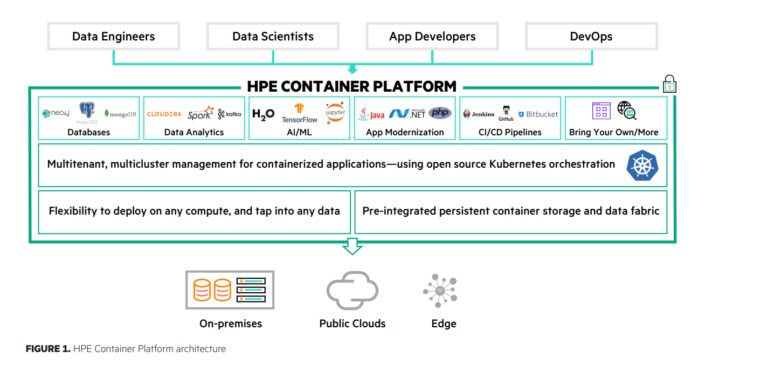 Data Engineers
Data Scientists
App Developers
DevOps
HPE CONTAINER PLATFORM
neo4j
mongoDB
CLOUDERA
Spark
kafka
H2O
TensorFlow
jupyter
Java
.NET
php
Jenkins
GitHub
Bitbucket
Databases
Data Analytics
AI/ML
App Modernization
CI/CD Pipelines
Bring Your Own/More
Multitenant, multicluster management for containerized applications—using open source Kubernetes orchestration
Flexibility to deploy on any compute, and tap into any data
Pre-integrated persistent container storage and data fabric
On-premises
Public Clouds
Edge
FIGURE 1. HPE Container Platform architecture